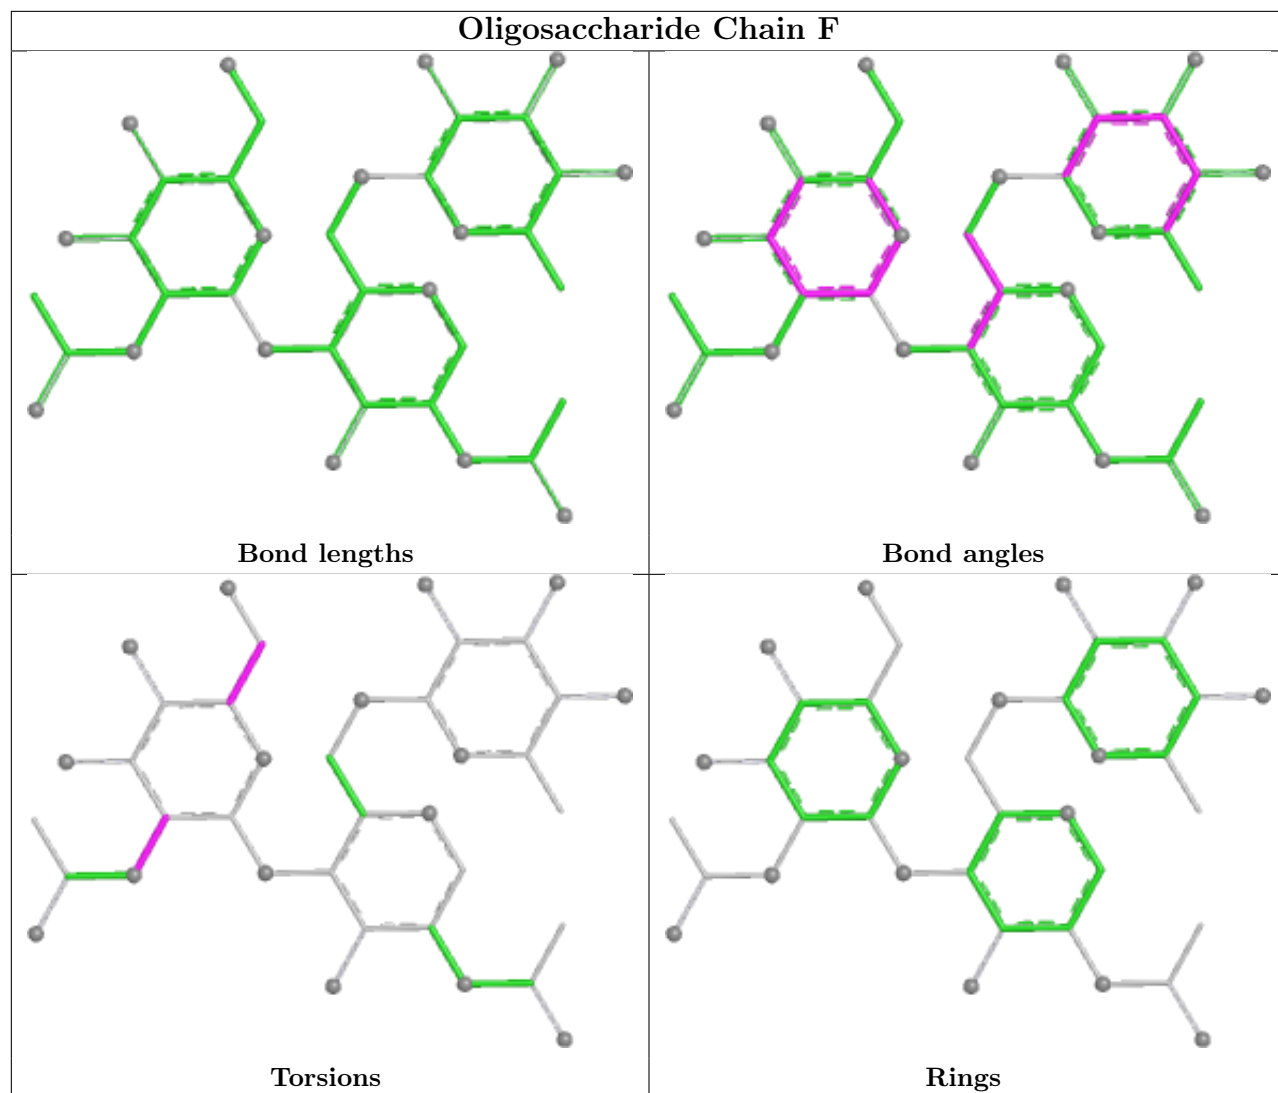 Oligosaccharide Chain F
Bond lengths
Bond angles
Torsions
Rings